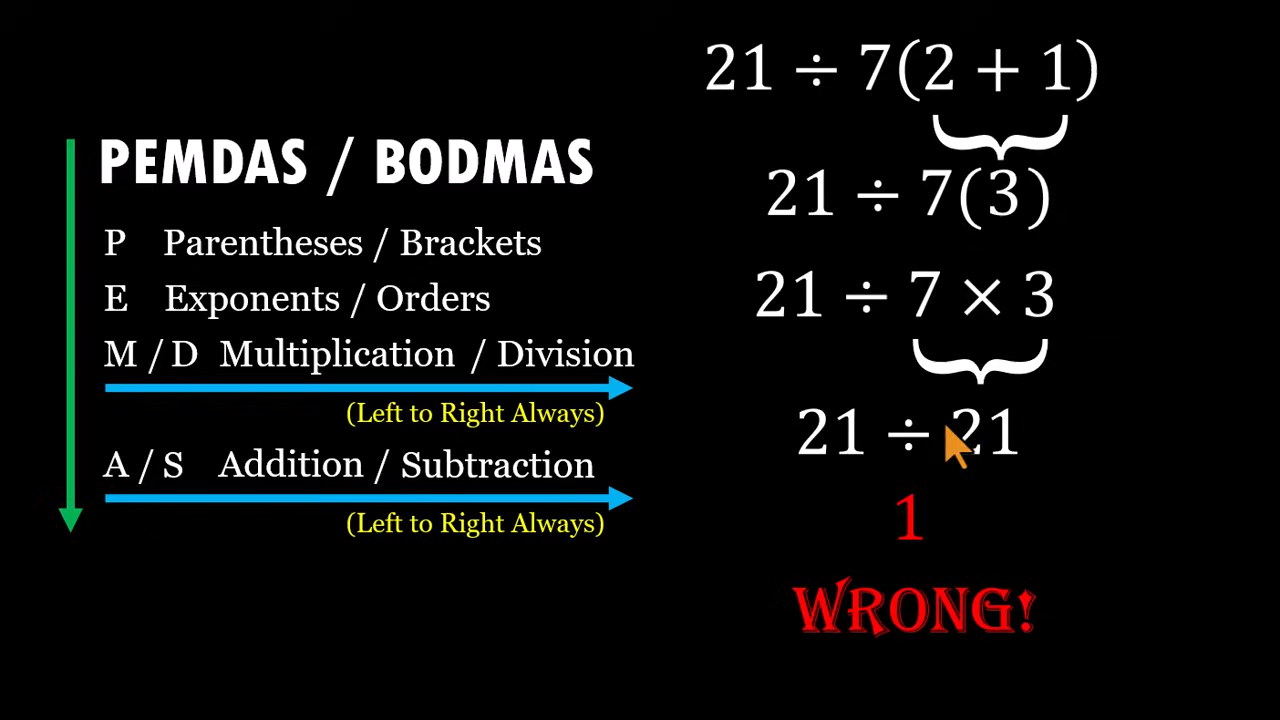 PEMDAS / BODMAS
P Parentheses / Brackets
E Exponents / Orders
M / D Multiplication / Division
(Left to Right Always)
A / S Addition / Subtraction
(Left to Right Always)
21 ÷ 7(2 + 1)
21 ÷ 7(3)
21 ÷ 7 × 3
21 ÷ 21
1
WRONG!